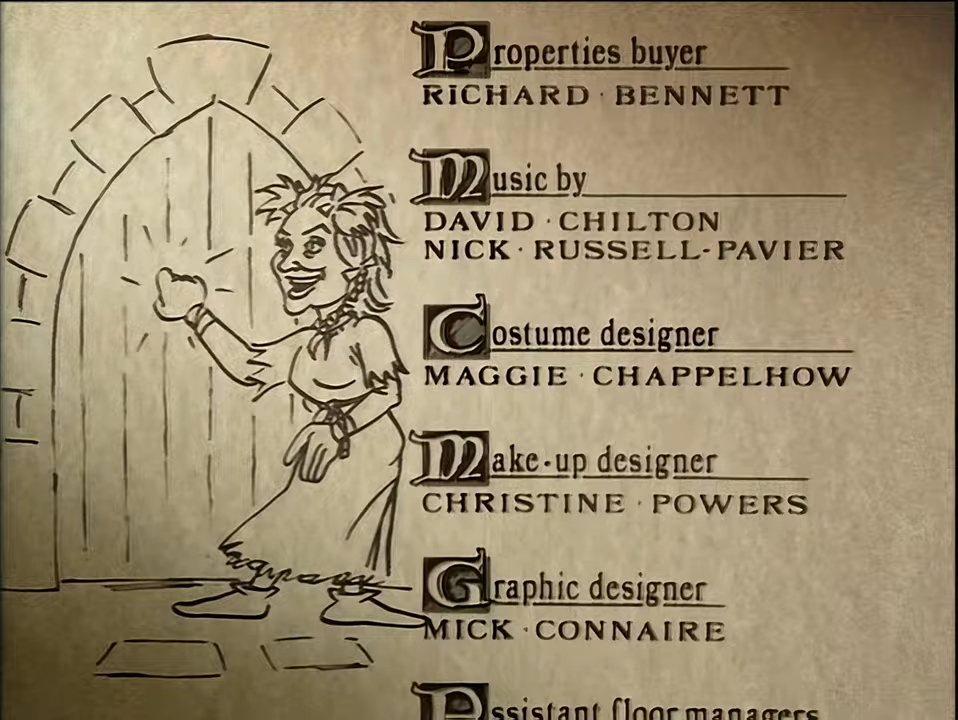 Properties buyer
RiCHARD · BENNETT
Music by
DAVID · CHILTON
NICK · RUSSELL-PAVIER
Costume designer
MAGGIE · CHAPPELHOW
Make-up designer
CHRISTINE · POWERS
Graphic designer
MICK · CONNAIRE
Assistant floor managers